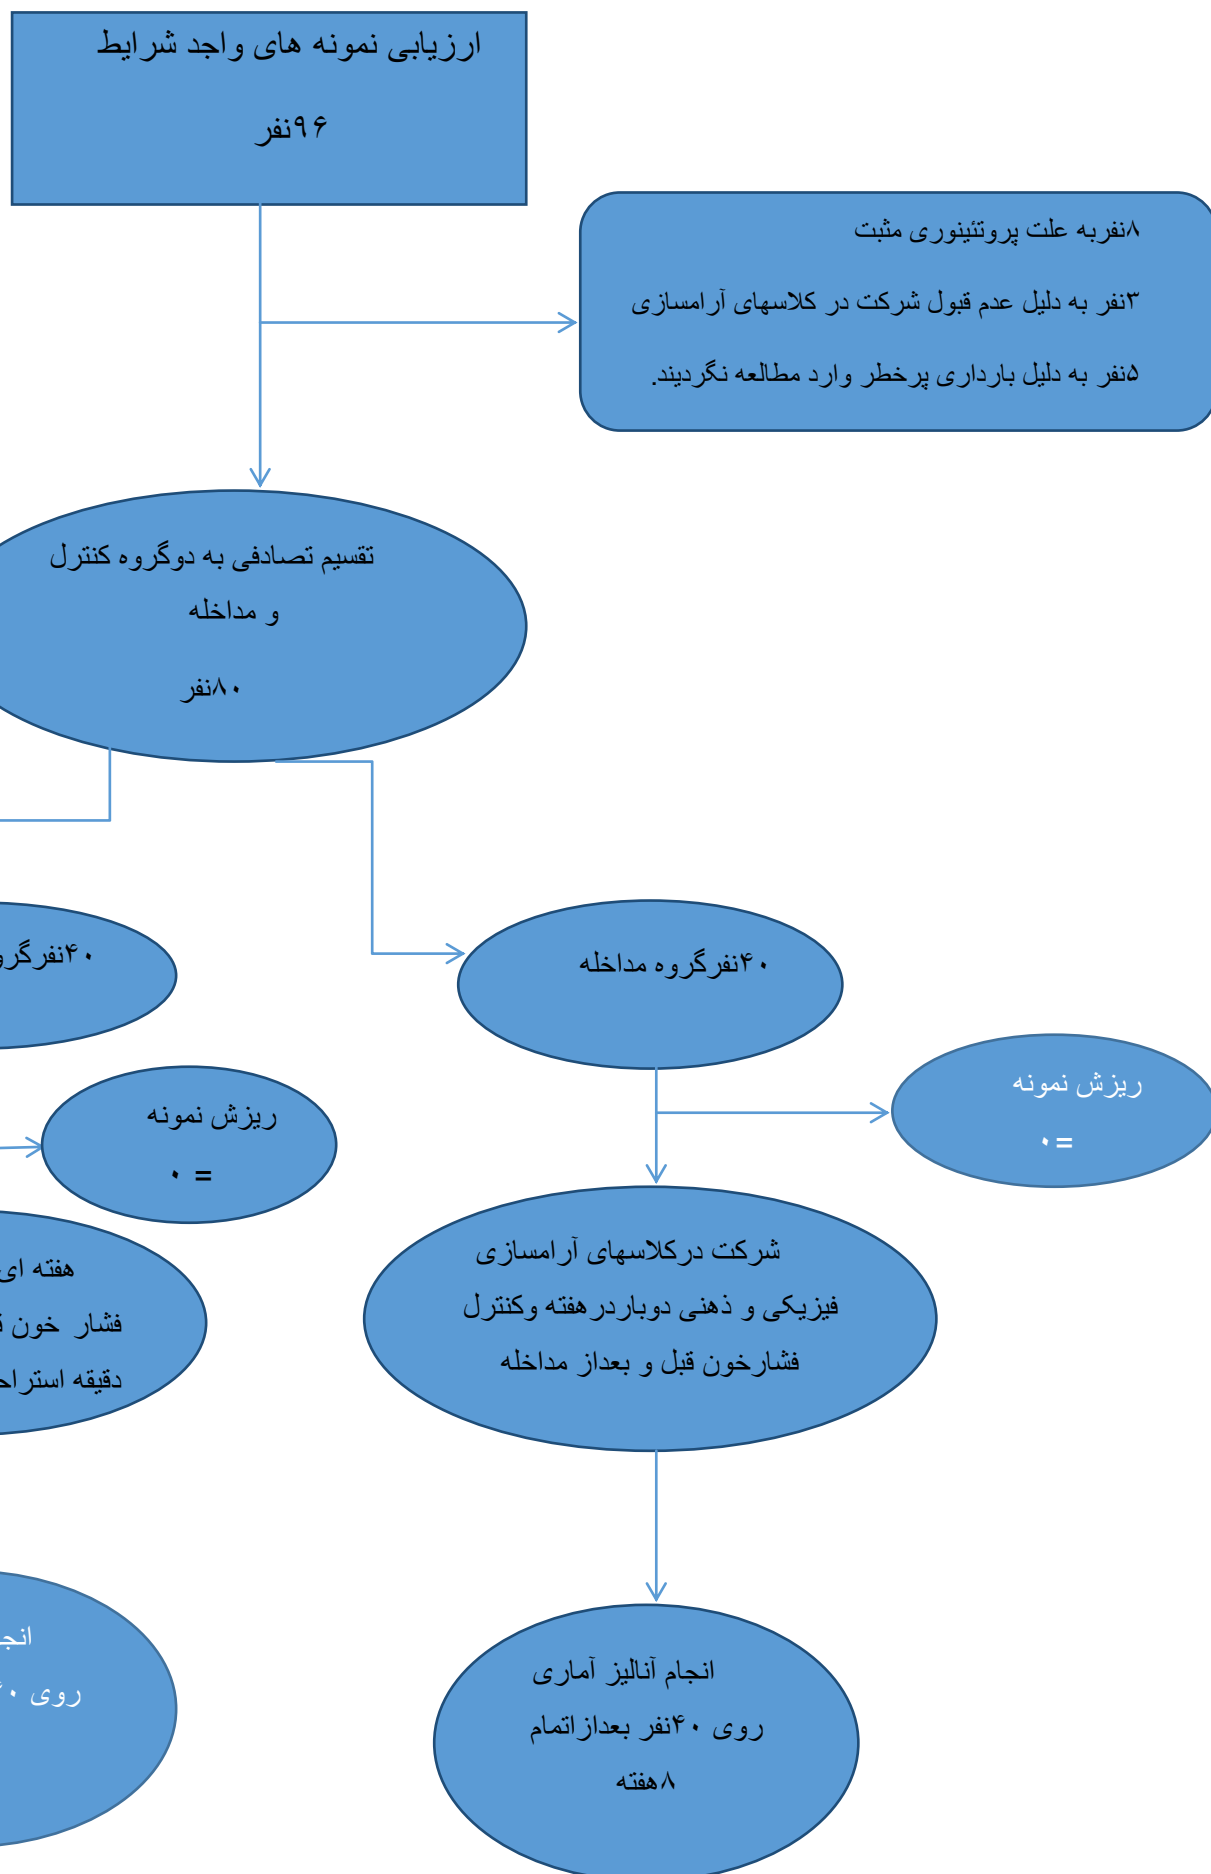 ارزیابی نمونه های واجد شرایط
۹۶نفر
۸نفربه علت پروتئینوری مثبت
۳نفر به دلیل عدم قبول شرکت در کلاسهای آرامسازی
۵نفر به دلیل بارداری پرخطر وارد مطالعه نگردیند.
تقسیم تصادفی به دوگروه کنترل
و مداخله
۸۰نفر
۴۰نفرگروه مداخله
ریزش نمونه
=۰
شرکت درکلاسهای آرامسازی
فیزیکی و ذهنی دوباردرهفته وکنترل
فشارخون قبل و بعداز مداخله
انجام آنالیز آماری
روی ۴۰نفر بعدازاتمام
۸هفته
۴۰نفر
ریزش نمونه
= ۰
هفته ای
فشار خون
دقیقه
روی